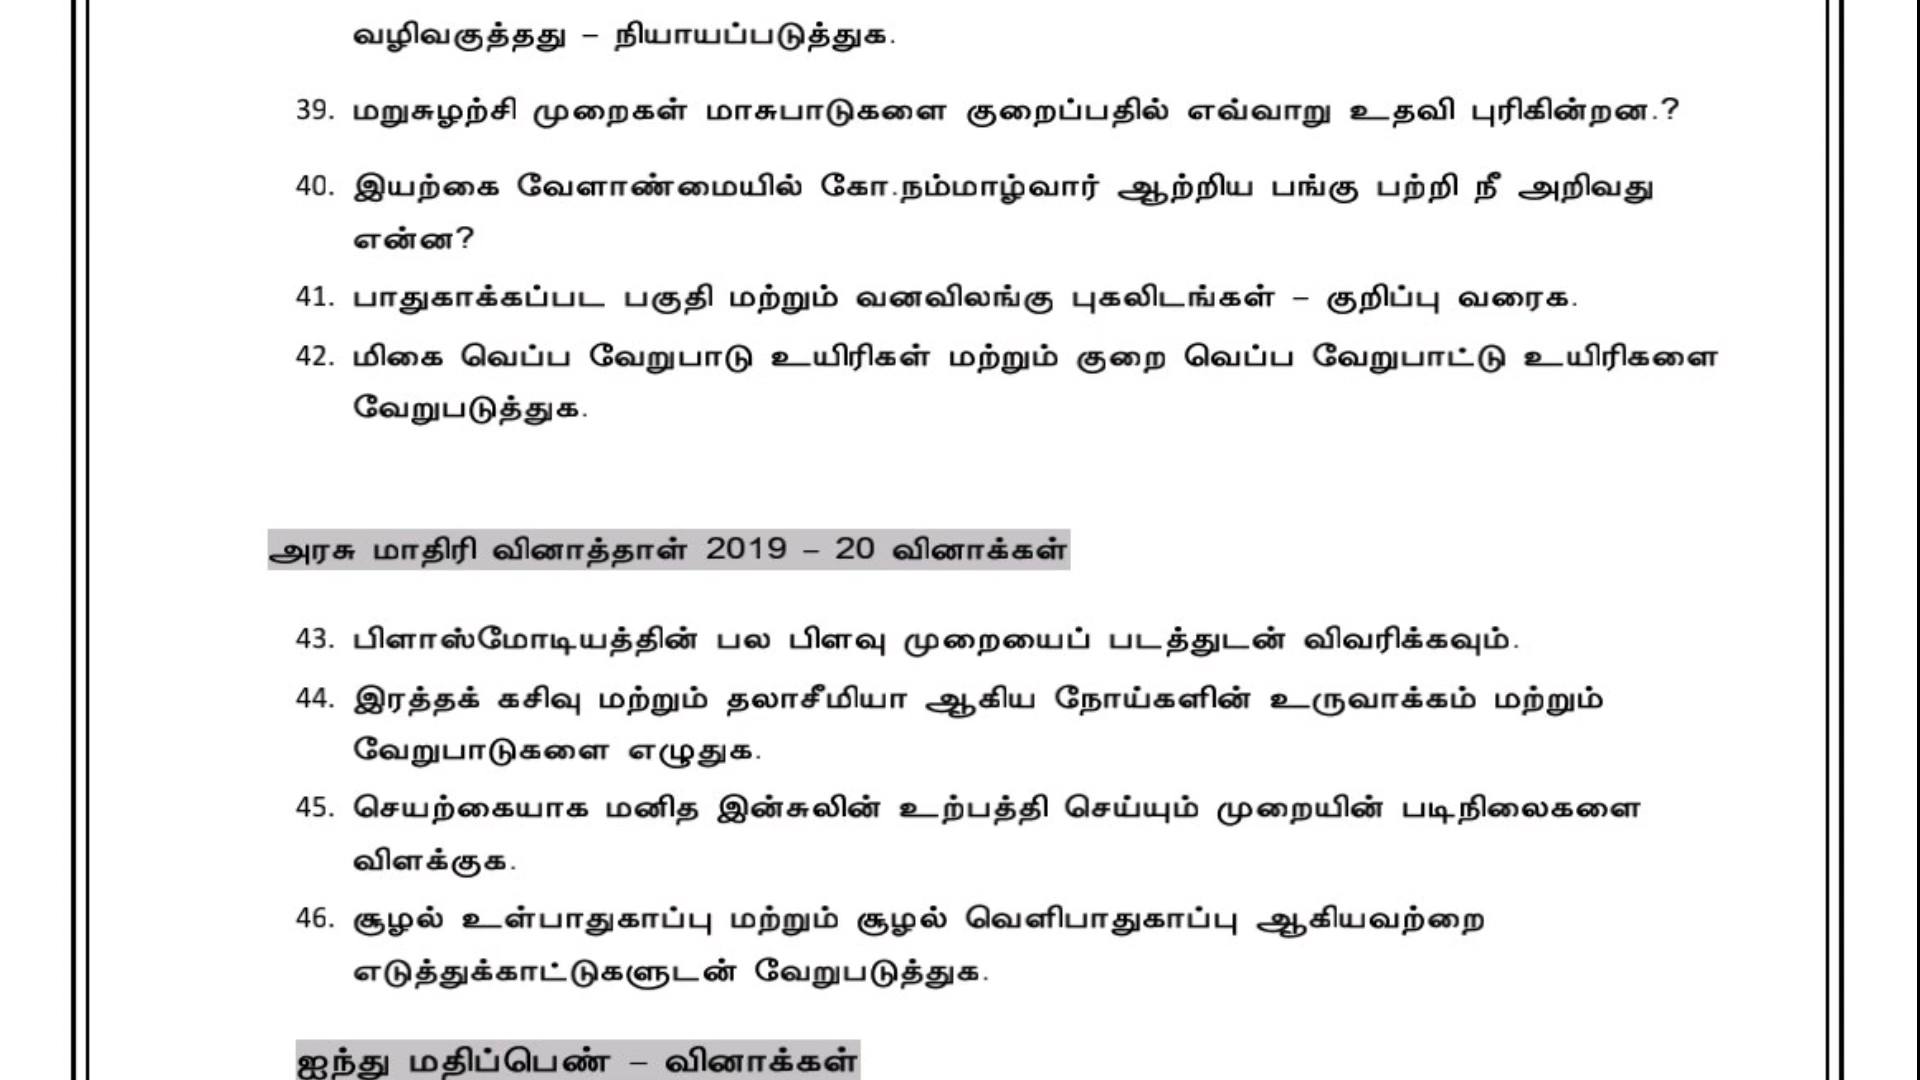 வழிவகுத்தது – நியாயப்படுத்துக.
39. மறுசுழற்சி முறைகள் மாசுபாடுகளை குறைப்பதில் எவ்வாறு உதவி புரிகின்றன.?
40. இயற்கை வேளாண்மையில் கோ.நம்மாழ்வார் ஆற்றிய பங்கு பற்றி நீ அறிவது
என்ன?
41. பாதுகாக்கப்பட பகுதி மற்றும் வனவிலங்கு புகலிடங்கள் – குறிப்பு வரைக.
42. மிகை வெப்ப வேறுபாடு உயிரிகள் மற்றும் குறை வெப்ப வேறுபாட்டு உயிரிகளை
வேறுபடுத்துக.
அரசு மாதிரி வினாத்தாள் 2019 – 20 வினாக்கள்
43. பிளாஸ்மோடியத்தின் பல பிளவு முறையைப் படத்துடன் விவரிக்கவும்.
44. இரத்தக் கசிவு மற்றும் தலாசீமியா ஆகிய நோய்களின் உருவாக்கம் மற்றும்
வேறுபாடுகளை எழுதுக.
45. செயற்கையாக மனித இன்சுலின் உற்பத்தி செய்யும் முறையின் படிநிலைகளை
விளக்குக.
46. சூழல் உள்பாதுகாப்பு மற்றும் சூழல் வெளிபாதுகாப்பு ஆகியவற்றை
எடுத்துக்காட்டுகளுடன் வேறுபடுத்துக.
ஐந்து மதிப்பெண் – வினாக்கள்